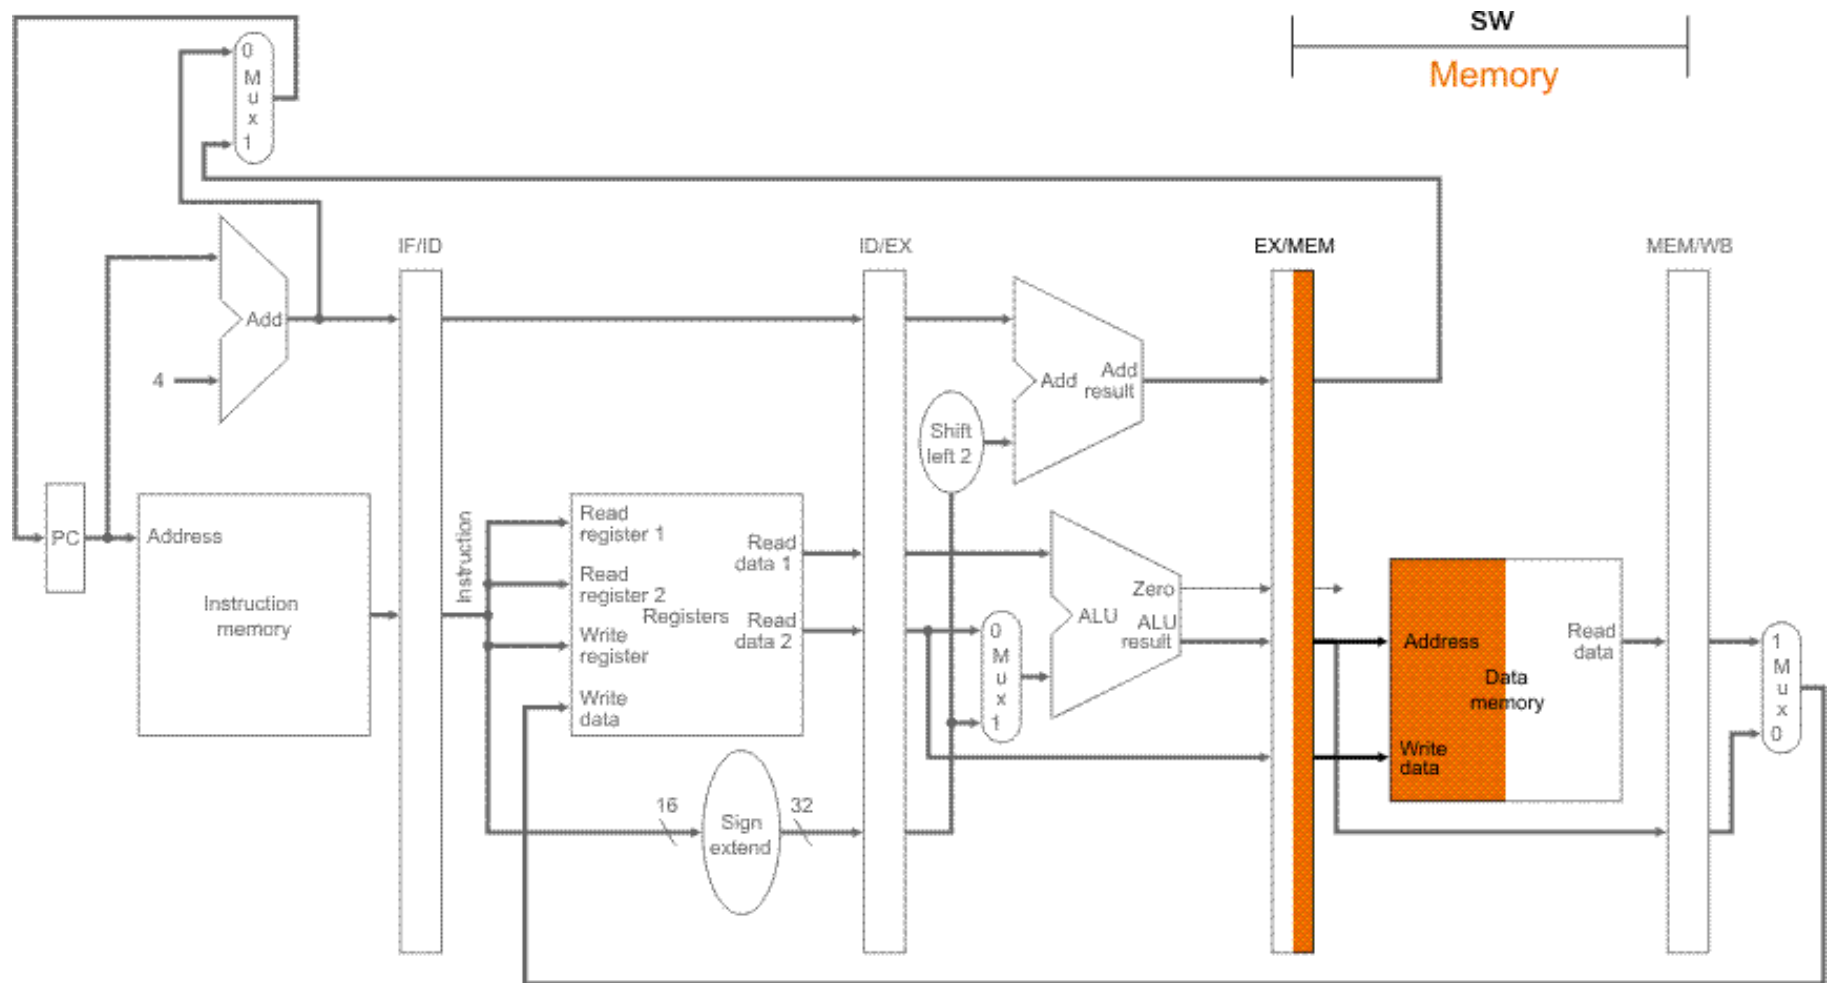 SW
Memory
0
M
u
x
1
IF/ID
ID/EX
EX/MEM
MEM/WB
Add
4
Add
Add
result
Shift
left 2
PC
Address
Instruction
memory
Instruction
Read
register 1
Read
register 2
Write
register
Write
data
Registers
Read
data 1
Read
data 2
0
M
u
x
1
Zero
ALU
ALU
result
Address
Data
memory
Write
data
Read
data
1
M
u
x
0
16
Sign
extend
32